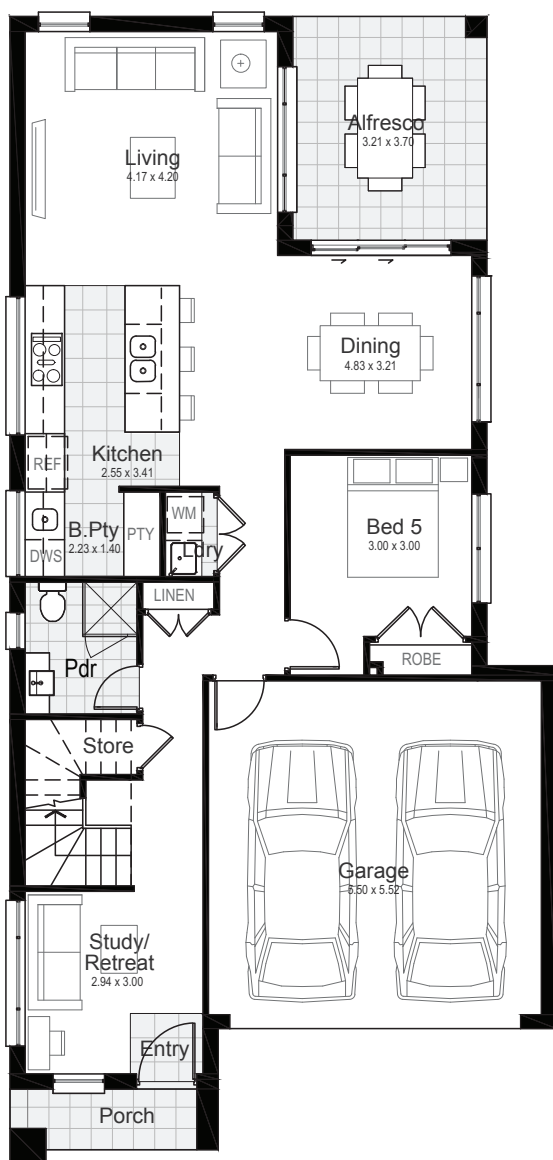 Alfresco
3.21 x 3.70
Living
4.17 x 4.20
Dining
4.83 x 3.21
Kitchen
2.55 x 3.41
REF
B.Pty
2.23 x 1.40
PTY
DWS
WM
Ldry
Bed 5
3.00 x 3.00
LINEN
ROBE
Pdr
Store
Garage
5.50 x 5.52
Study/
Retreat
2.94 x 3.00
Entry
Porch